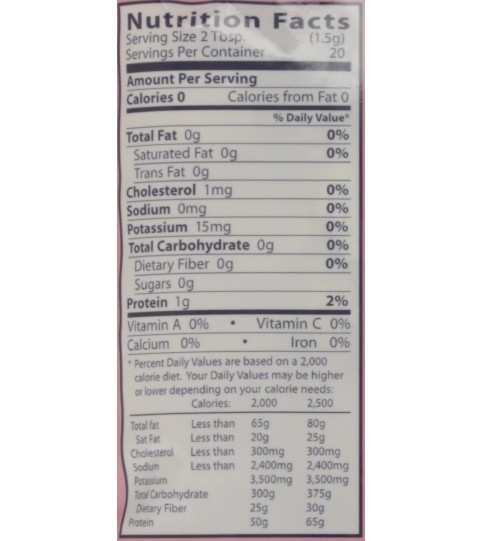 Nutrition Facts
Serving Size 2 Tbsp. (1.5g)
Servings Per Container 20
Amount Per Serving
Calories 0 Calories from Fat 0
% Daily Value*
Total Fat 0g 0%
Saturated Fat 0g 0%
Trans Fat 0g
Cholesterol 1mg 0%
Sodium 0mg 0%
Potassium 15mg 0%
Total Carbohydrate 0g 0%
Dietary Fiber 0g 0%
Sugars 0g
Protein 1g 2%
Vitamin A 0% • Vitamin C 0%
Calcium 0% • Iron 0%
* Percent Daily Values are based on a 2,000
calorie diet. Your Daily Values may be higher
or lower depending on your calorie needs:
Calories: 2,000 2,500
Total fat Less than 65g 80g
Sat Fat Less than 20g 25g
Cholesterol Less than 300mg 300mg
Sodium Less than 2,400mg 2,400mg
Potassium 3,500mg 3,500mg
Total Carbohydrate 300g 375g
Dietary Fiber 25g 30g
Protein 50g 65g